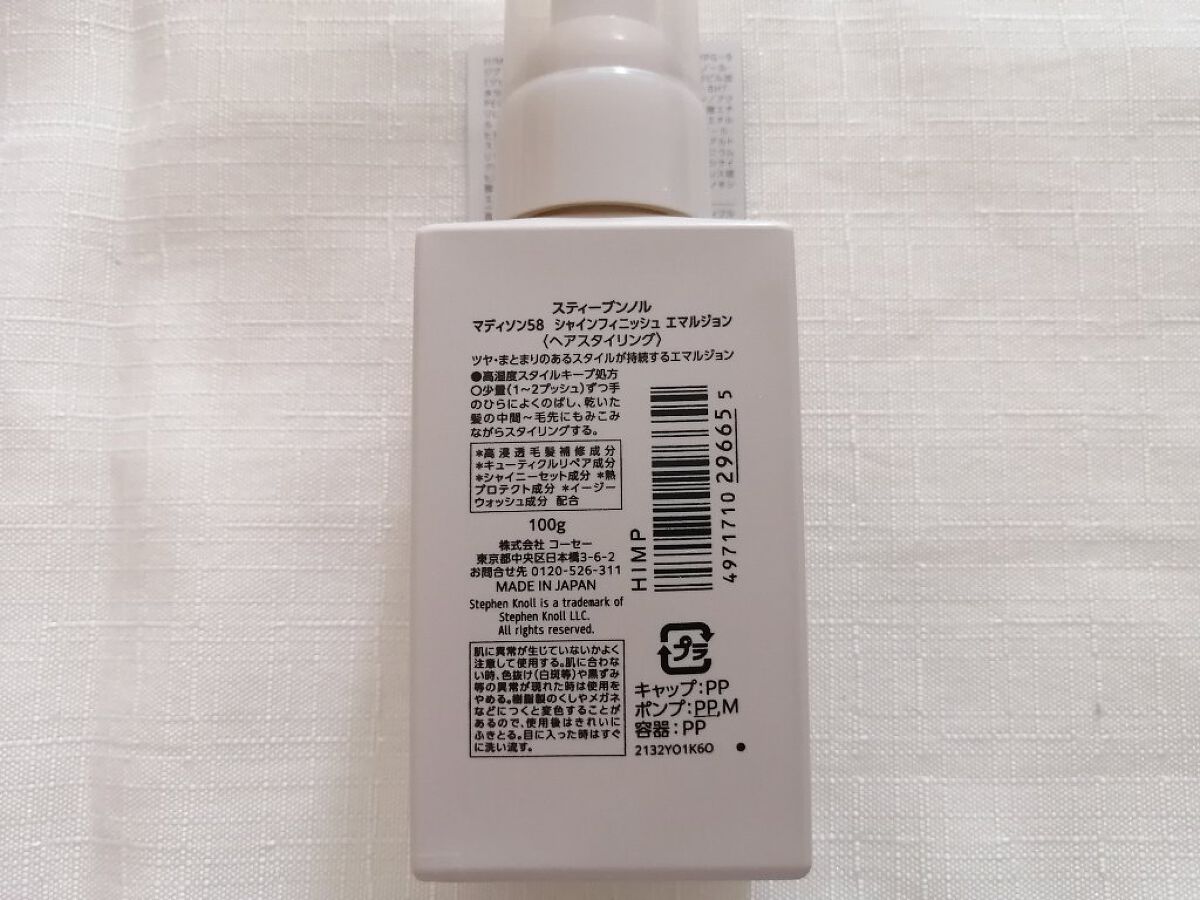 スティーブンノル
マディソン58 シャインフィニッシュ エマルジョン
〈ヘアスタイリング〉
ツヤ・まとまりのあるスタイルが持続するエマルジョン
●高湿度スタイルキープ処方
○少量(1~2プッシュ)ずつ手
のひらによくのばし、乾いた
髪の中間~毛先にもみこみ
ながらスタイリングする。
*高浸透毛髪補修成分
*キューティクルリペア成分
*シャイニーセット成分 *熱
プロテクト成分 *イージー
ウォッシュ成分 配合
100g
株式会社 コーセー
東京都中央区日本橋3-6-2
お問合せ先 0120-526-311
MADE IN JAPAN
Stephen Knoll is a trademark of
Stephen Knoll LLC.
All rights reserved.
肌に異常が生じていないかよく
注意して使用する。肌に合わな
い時、色抜け(白斑等)や黒ずみ
等の異常が現れた時は使用を
やめる。樹脂製のくしやメガネ
などにつくと変色することが
あるので、使用後はきれいに
ふきとる。目に入った時はすぐ
に洗い流す。
HIMP
4971710 296655
プラ
キャップ:PP
ポンプ:PP,M
容器:PP
2132YO1K6O